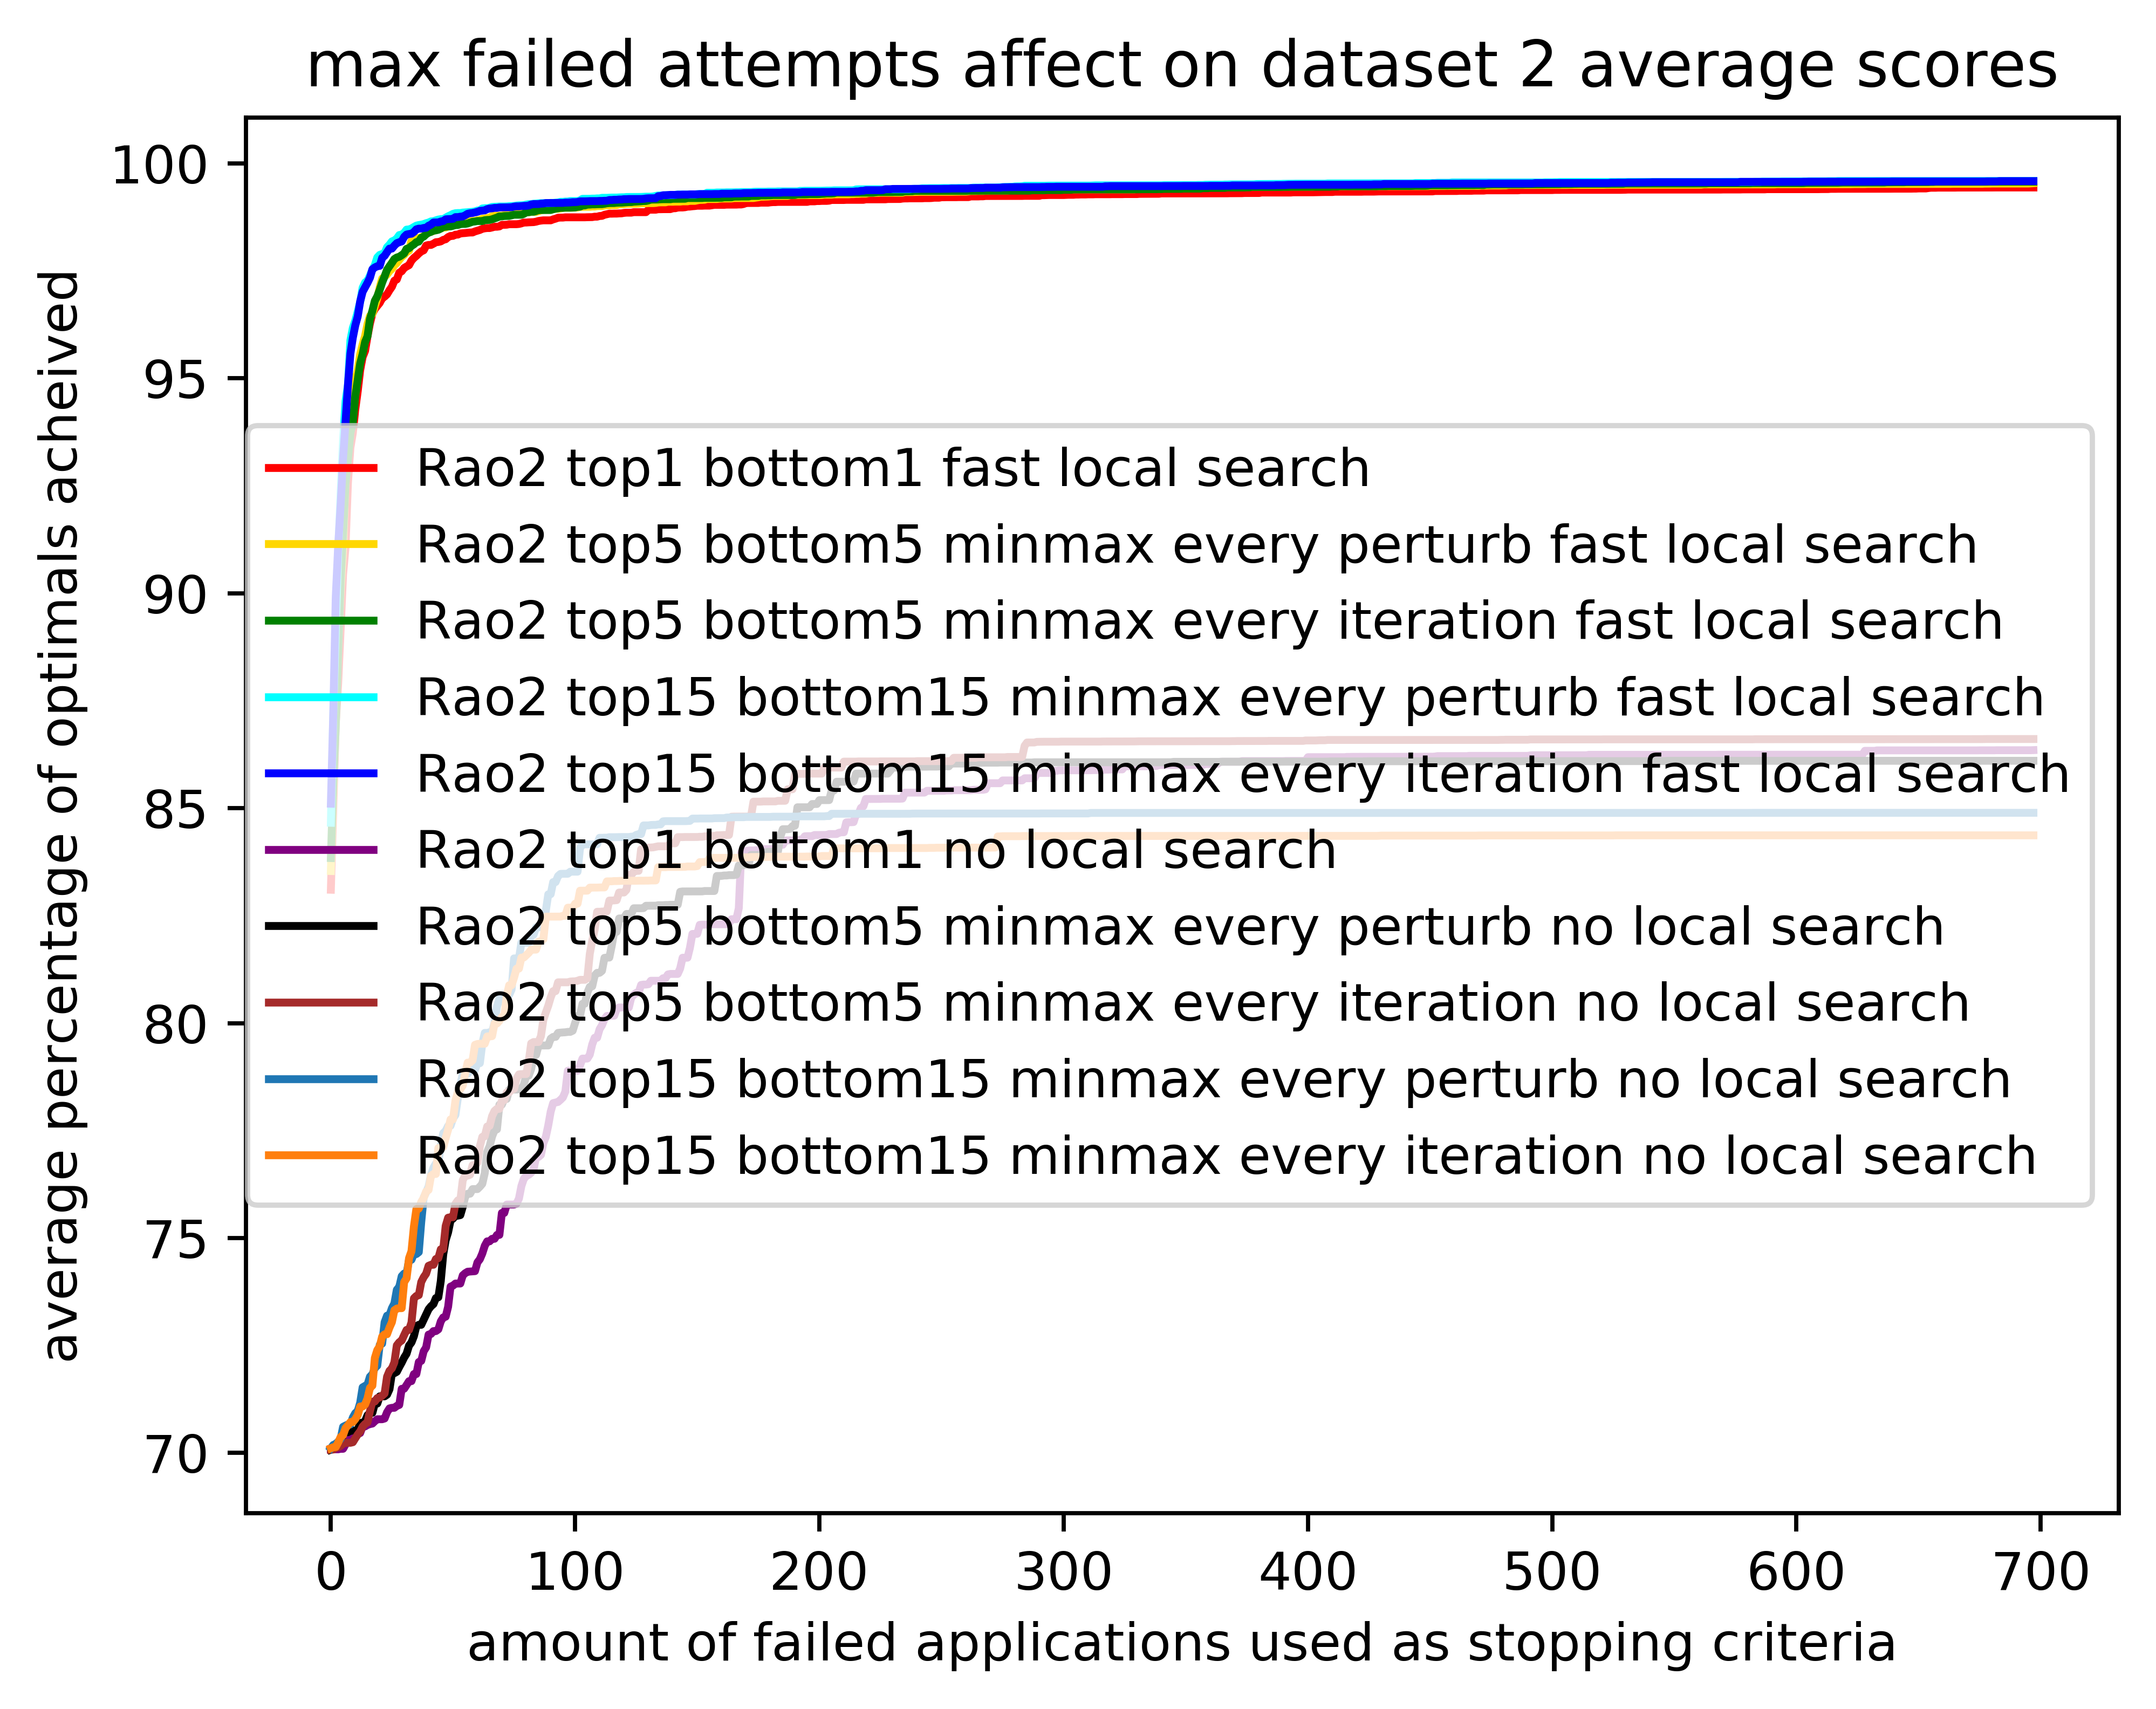 max failed attempts affect on dataset 2 average scores
average percentage of optimals acheived
100
95
90
85
80
75
70
Rao2 top1 bottom1 fast local search
Rao2 top5 bottom5 minmax every perturb fast local search
Rao2 top5 bottom5 minmax every iteration fast local search
Rao2 top15 bottom15 minmax every perturb fast local search
Rao2 top15 bottom15 minmax every iteration fast local search
Rao2 top1 bottom1 no local search
Rao2 top5 bottom5 minmax every perturb no local search
Rao2 top5 bottom5 minmax every iteration no local search
Rao2 top15 bottom15 minmax every perturb no local search
Rao2 top15 bottom15 minmax every iteration no local search
0 100 200 300 400 500 600 700
amount of failed applications used as stopping criteria